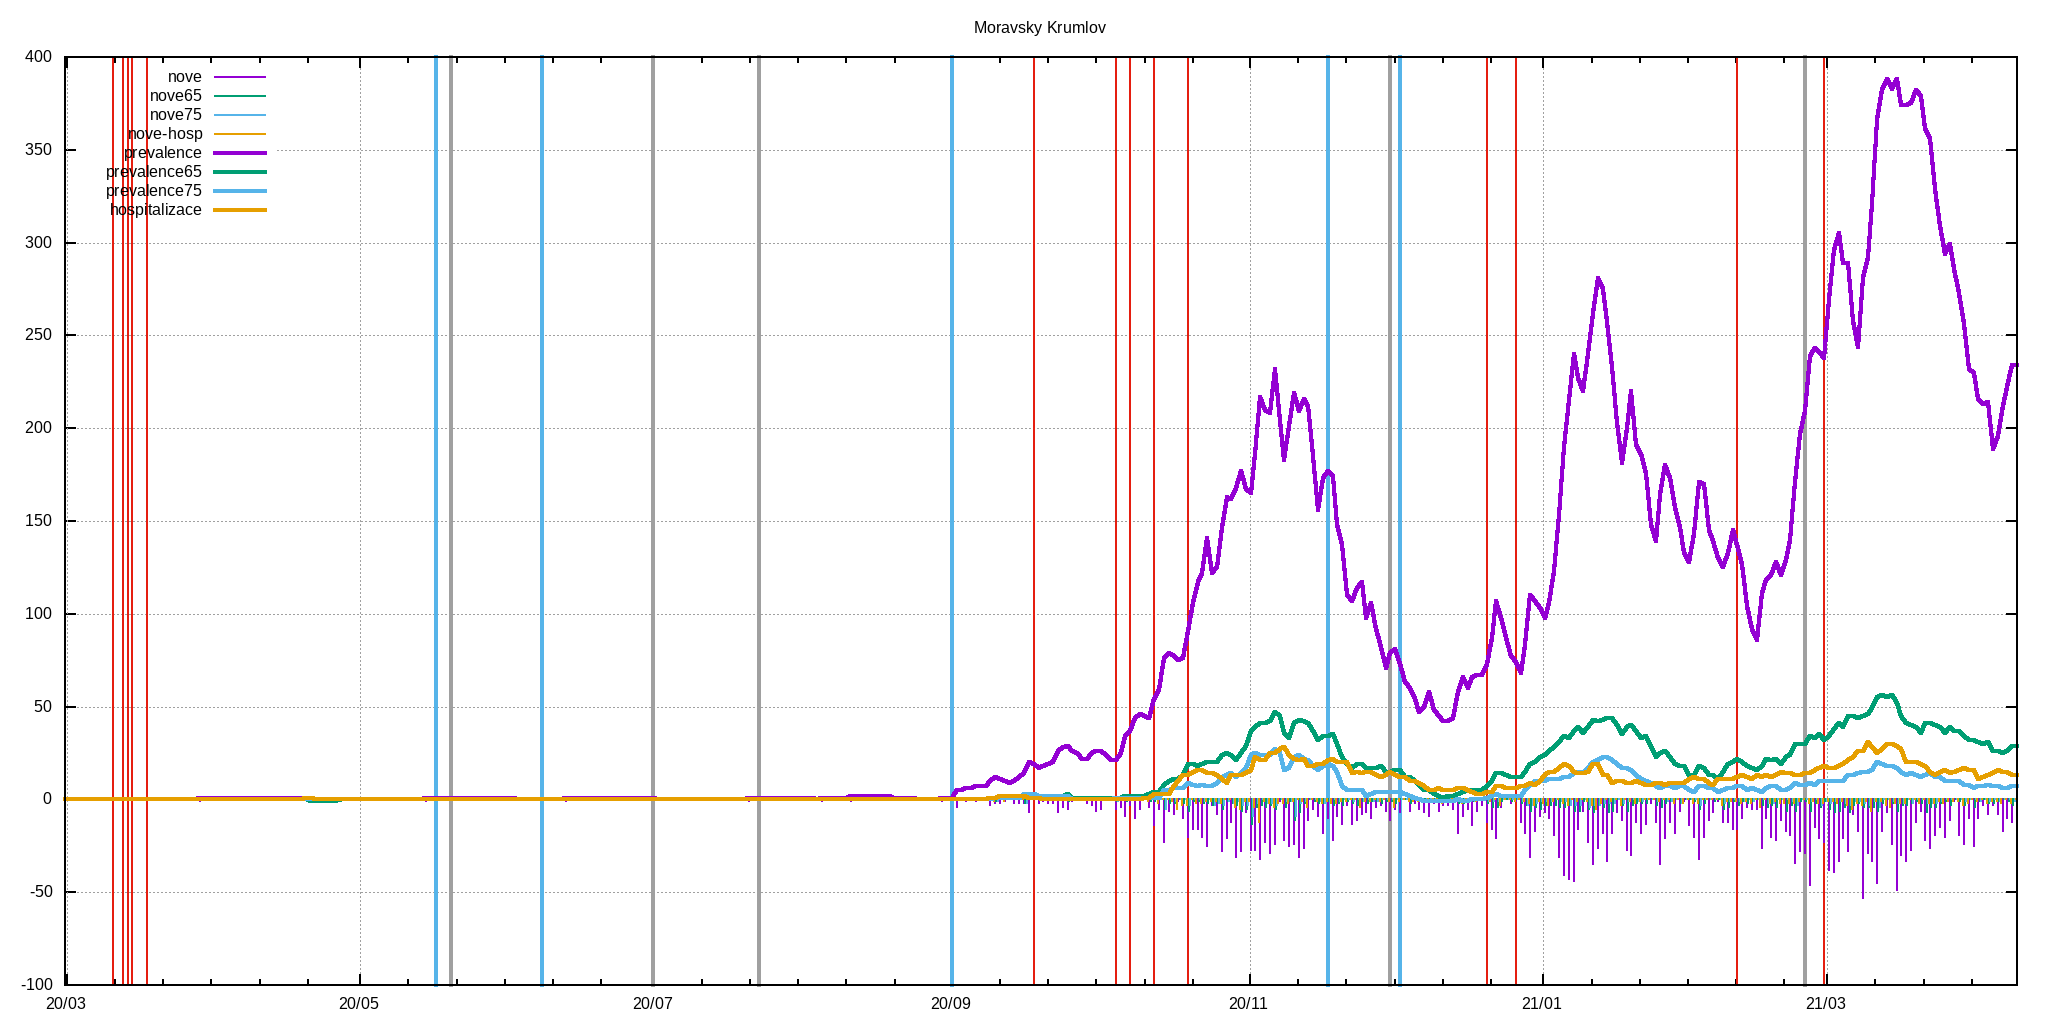 Moravsky Krumlov
400
350
300
250
200
150
100
50
0
-50
-100
nove
nove65
nove75
nove-hosp
prevalence
prevalence65
prevalence75
hospitalizace
20/03 20/05 20/07 20/09 20/11 21/01 21/03